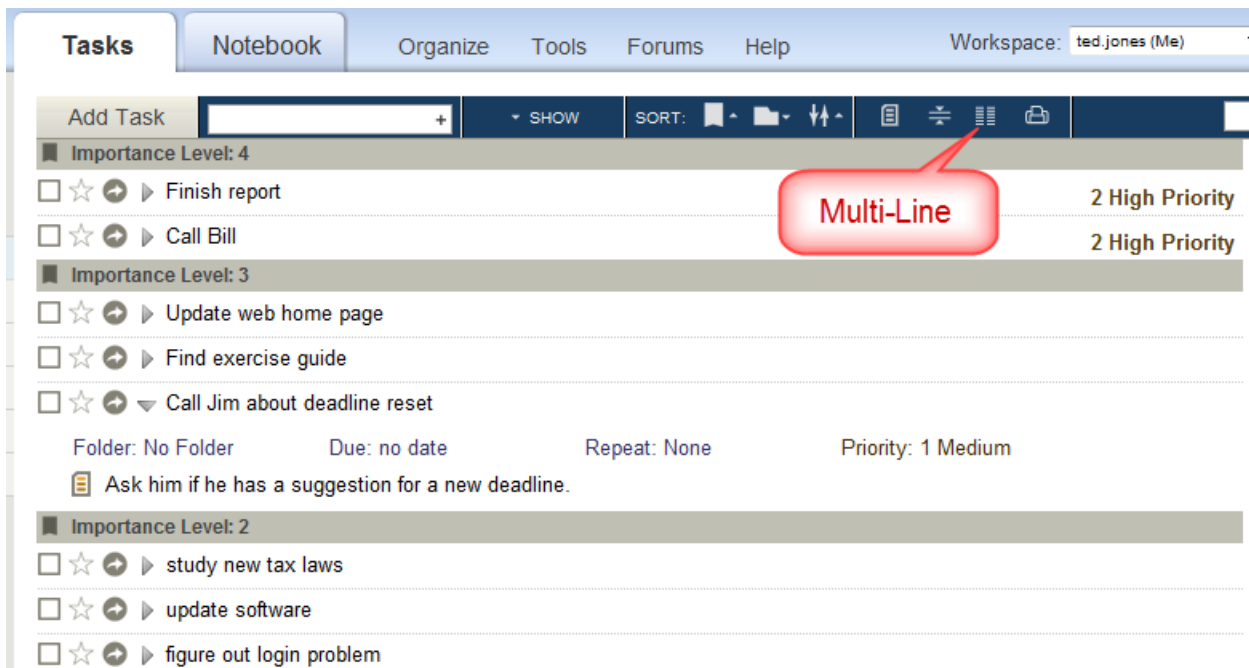 Tasks Notebook Organize Tools Forums Help Workspace: ted.jones (Me)
Add Task + SHOW SORT:
Importance Level: 4
Finish report 2 High Priority
Multi-Line
Call Bill 2 High Priority
Importance Level: 3
Update web home page
Find exercise guide
Call Jim about deadline reset
Folder: No Folder Due: no date Repeat: None Priority: 1 Medium
Ask him if he has a suggestion for a new deadline.
Importance Level: 2
study new tax laws
update software
figure out login problem